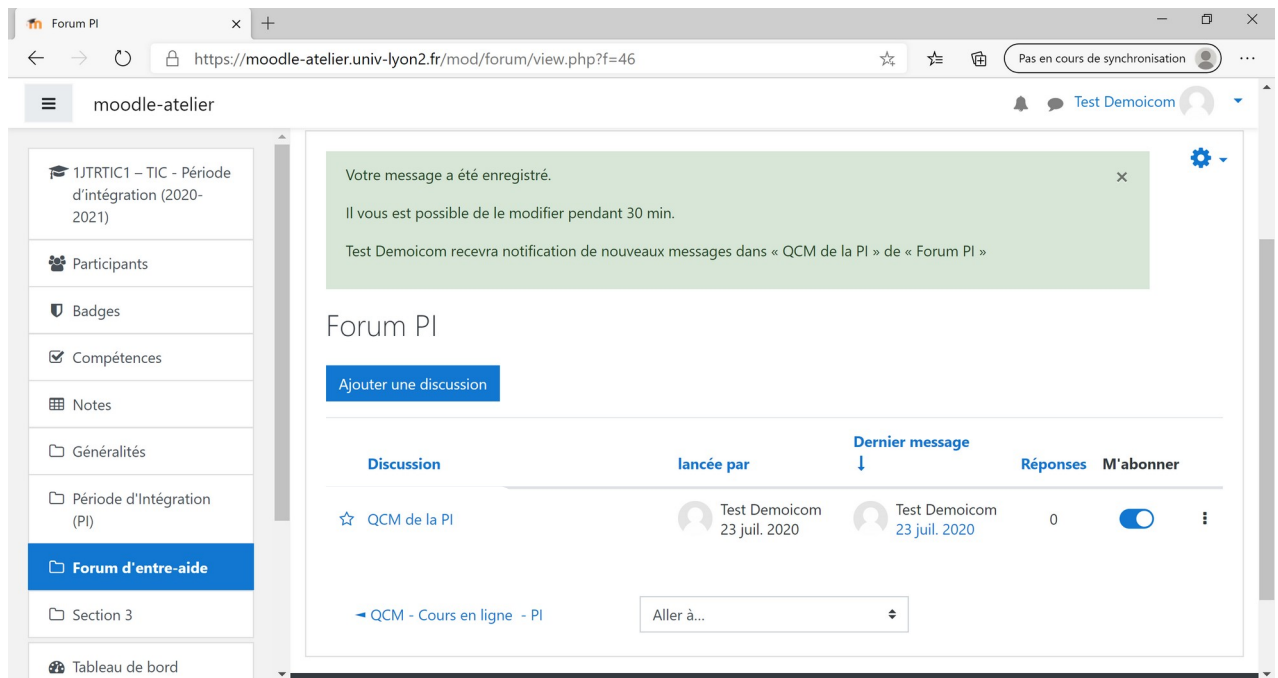 Forum PI
https://moodle-atelier.univ-lyon2.fr/mod/forum/view.php?f=46
Pas en cours de synchronisation
moodle-atelier
Test Demoicom
1JTRTIC1 – TIC - Période
d'intégration (2020-
2021)
Participants
Badges
Compétences
Notes
Généralités
Période d'Intégration
(PI)
Forum d'entre-aide
Section 3
Tableau de bord
Votre message a été enregistré.
Il vous est possible de le modifier pendant 30 min.
Test Demoicom recevra notification de nouveaux messages dans « QCM de la PI » de « Forum PI »
Forum PI
Ajouter une discussion
Discussion lancée par Dernier message Réponses M'abonner
QCM de la PI Test Demoicom Test Demoicom 0
23 juil. 2020 23 juil. 2020
QCM - Cours en ligne - PI Aller à...